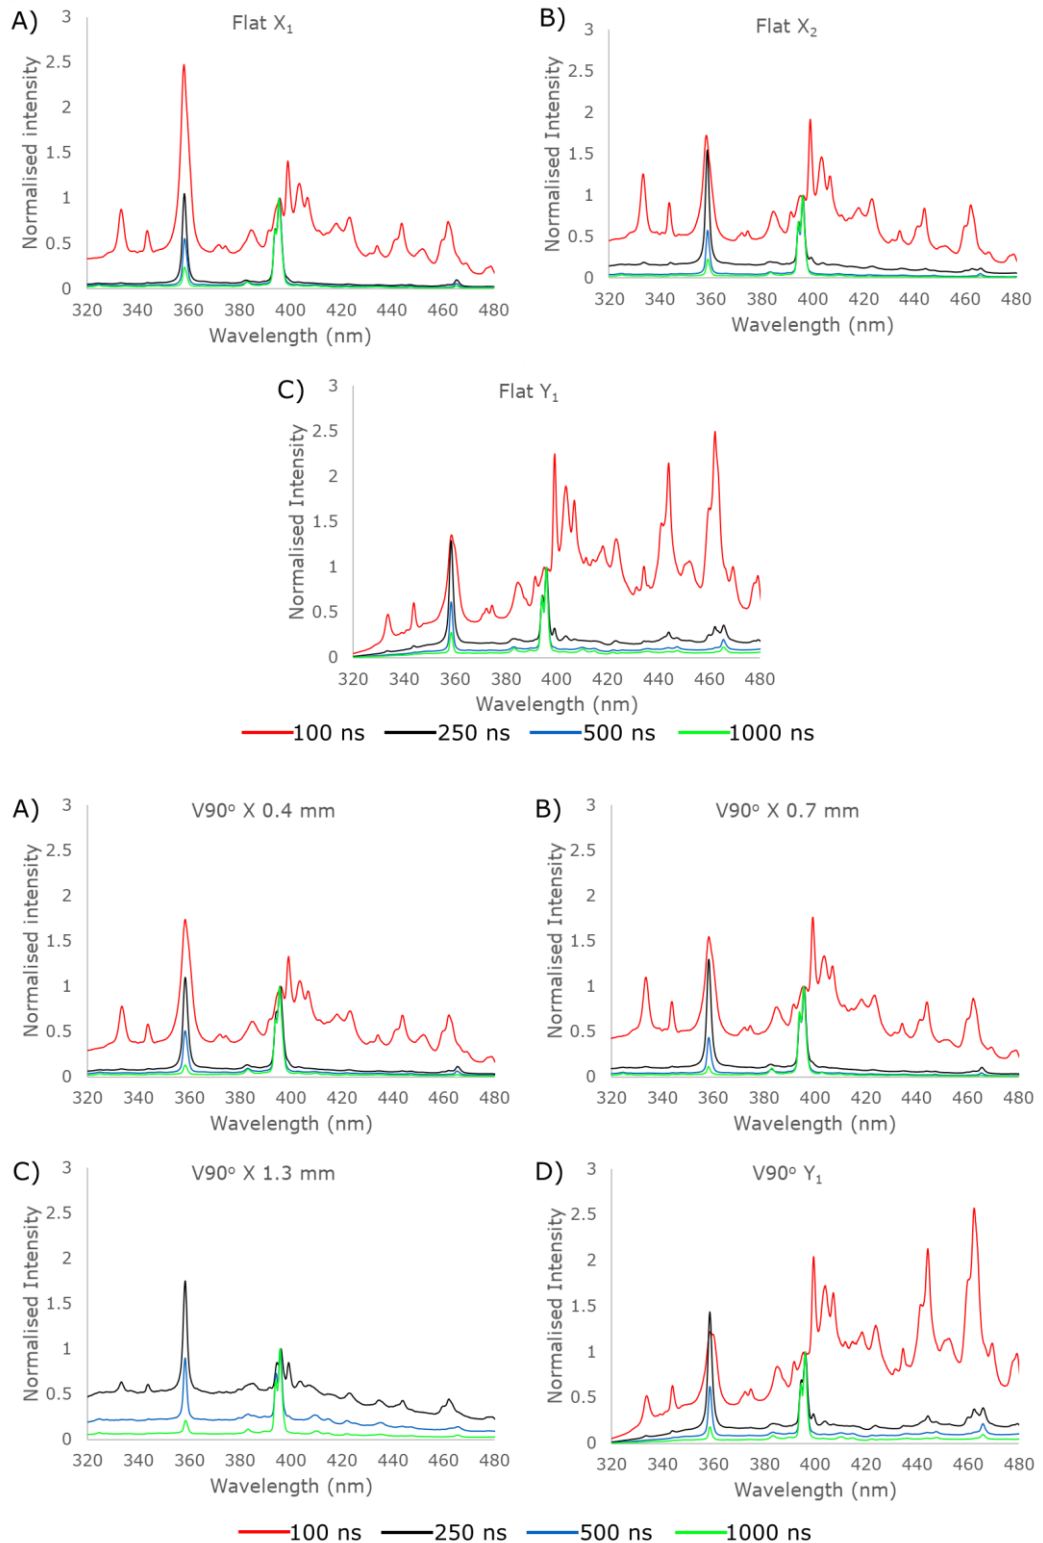 A)
Flat X₁
Normalised intensity
3
2.5
2
1.5
1
0.5
0
320 340 360 380 400 420 440 460 480
Wavelength (nm)
B)
Flat X₂
Normalised Intensity
3
2.5
2
1.5
1
0.5
0
320 340 360 380 400 420 440 460 480
Wavelength (nm)
C)
Flat Y₁
Normalised Intensity
3
2.5
2
1.5
1
0.5
0
320 340 360 380 400 420 440 460 480
Wavelength (nm)
100 ns 250 ns 500 ns 1000 ns
A)
V90º X 0.4 mm
Normalised intensity
3
2.5
2
1.5
1
0.5
0
320 340 360 380 400 420 440 460 480
Wavelength (nm)
B)
V90º X 0.7 mm
Normalised Intensity
3
2.5
2
1.5
1
0.5
0
320 340 360 380 400 420 440 460 480
Wavelength (nm)
C)
V90º X 1.3 mm
Normalised Intensity
3
2.5
2
1.5
1
0.5
0
320 340 360 380 400 420 440 460 480
Wavelength (nm)
D)
V90º Y₁
Normalised Intensity
3
2.5
2
1.5
1
0.5
0
320 340 360 380 400 420 440 460 480
Wavelength (nm)
100 ns 250 ns 500 ns 1000 ns